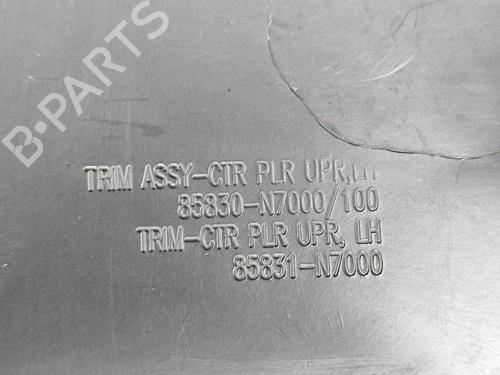 B-PARTS
TRIM ASSY-CTR PLR UPR, LH
85830-N7000/100
TRIM-CTR PLR UPR, LH
85831-N7000